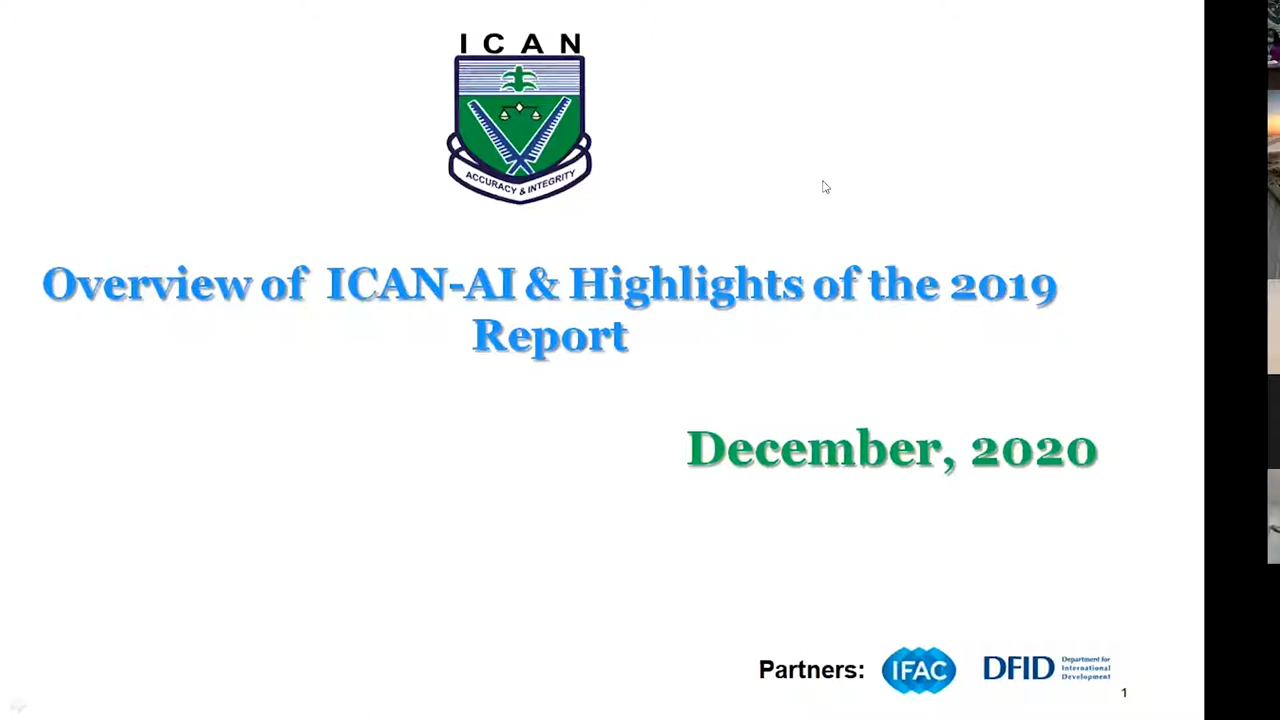 ICAN
ACCURACY & INTEGRITY
Overview of ICAN-AI & Highlights of the 2019
Report
December, 2020
Partners:
IFAC
DFID
Department for
International
Development
1